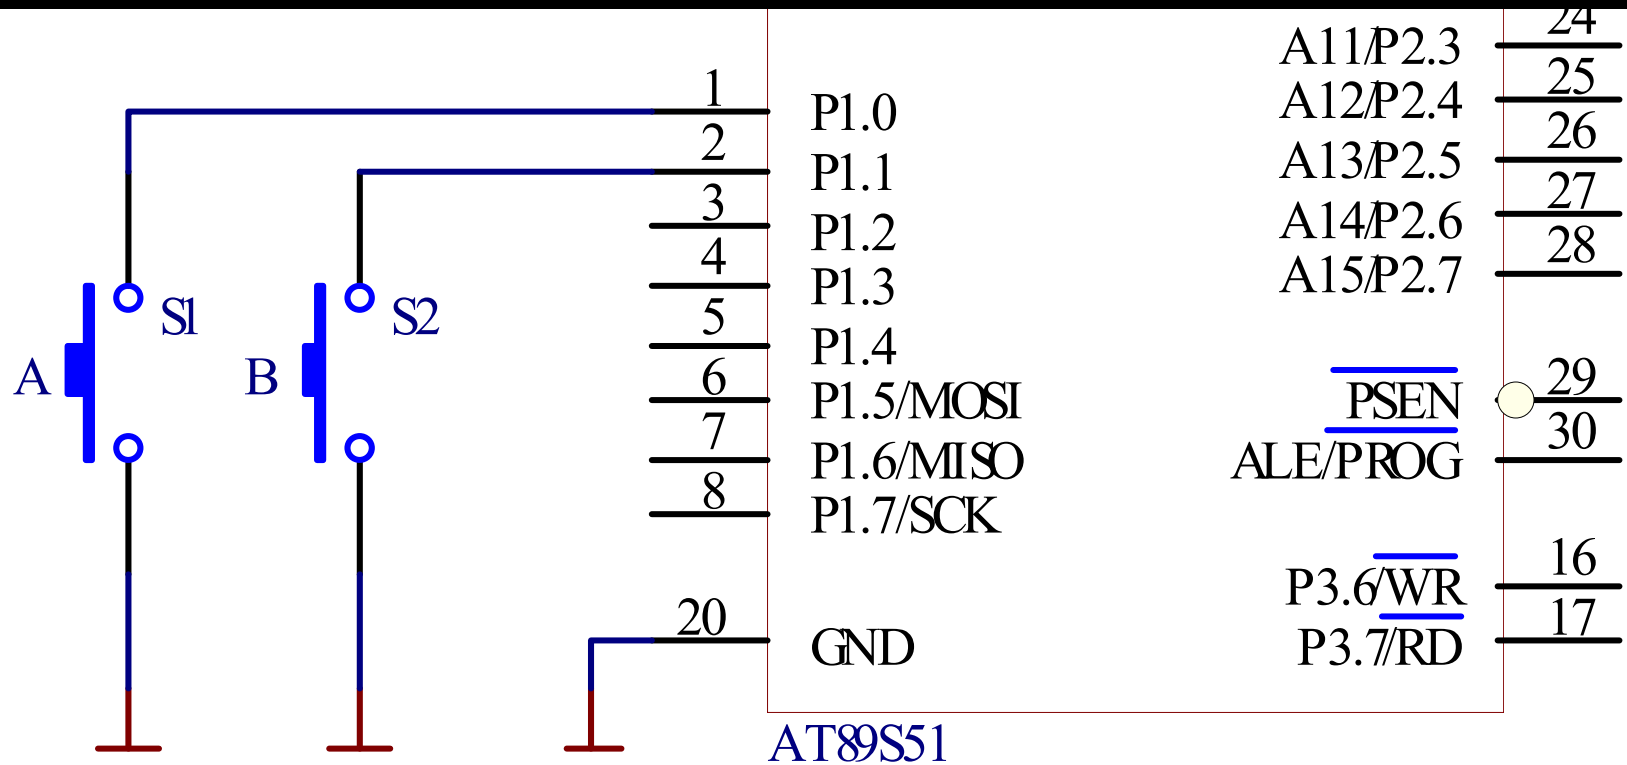 24
A11/P2.3
25
1
P1.0
A12/P2.4
26
2
P1.1
A13/P2.5
27
3
P1.2
A14/P2.6
28
4
P1.3
A15/P2.7
S1
S2
5
P1.4
A
B
6
P1.5/MOSI
PSEN
29
7
P1.6/MISO
ALE/PROG
30
8
P1.7/SCK
P3.6/WR
16
20
GND
P3.7/RD
17
AT89S51